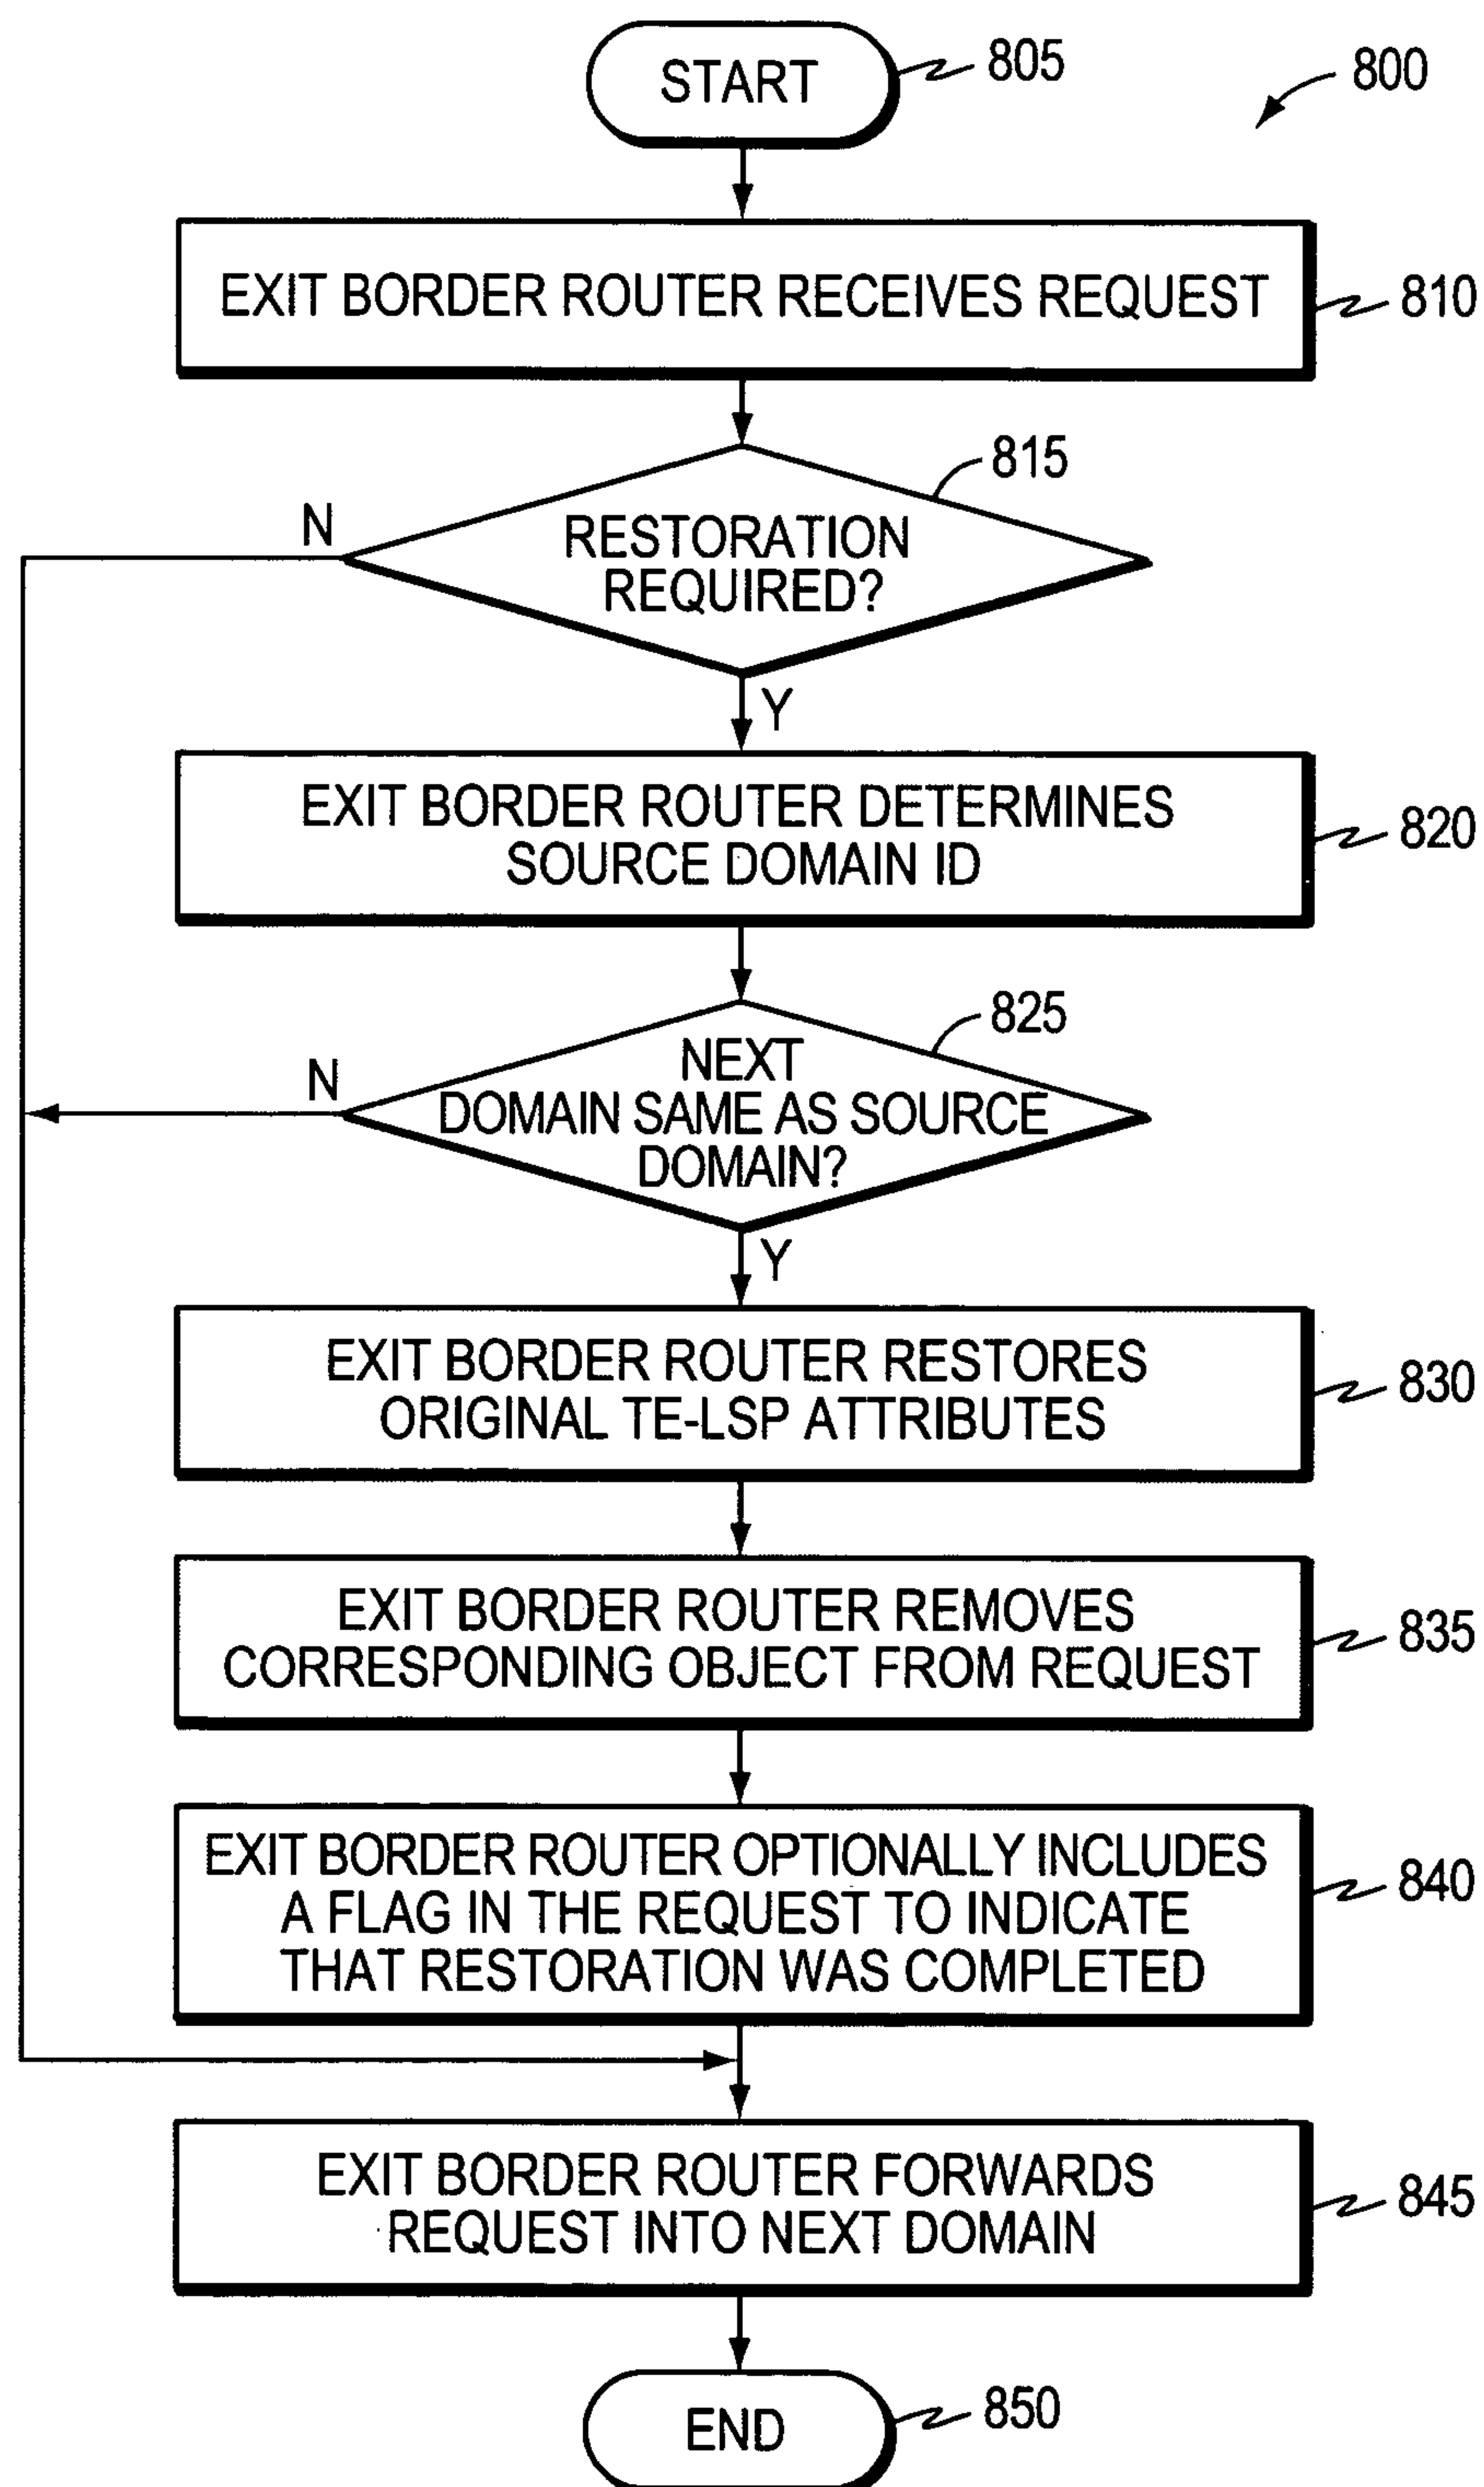 START
805
800
EXIT BORDER ROUTER RECEIVES REQUEST
810
815
N
RESTORATION
REQUIRED?
Y
EXIT BORDER ROUTER DETERMINES
SOURCE DOMAIN ID
820
825
N
NEXT
DOMAIN SAME AS SOURCE
DOMAIN?
Y
EXIT BORDER ROUTER RESTORES
ORIGINAL TE-LSP ATTRIBUTES
830
EXIT BORDER ROUTER REMOVES
CORRESPONDING OBJECT FROM REQUEST
835
EXIT BORDER ROUTER OPTIONALLY INCLUDES
A FLAG IN THE REQUEST TO INDICATE
THAT RESTORATION WAS COMPLETED
840
EXIT BORDER ROUTER FORWARDS
REQUEST INTO NEXT DOMAIN
845
END
850